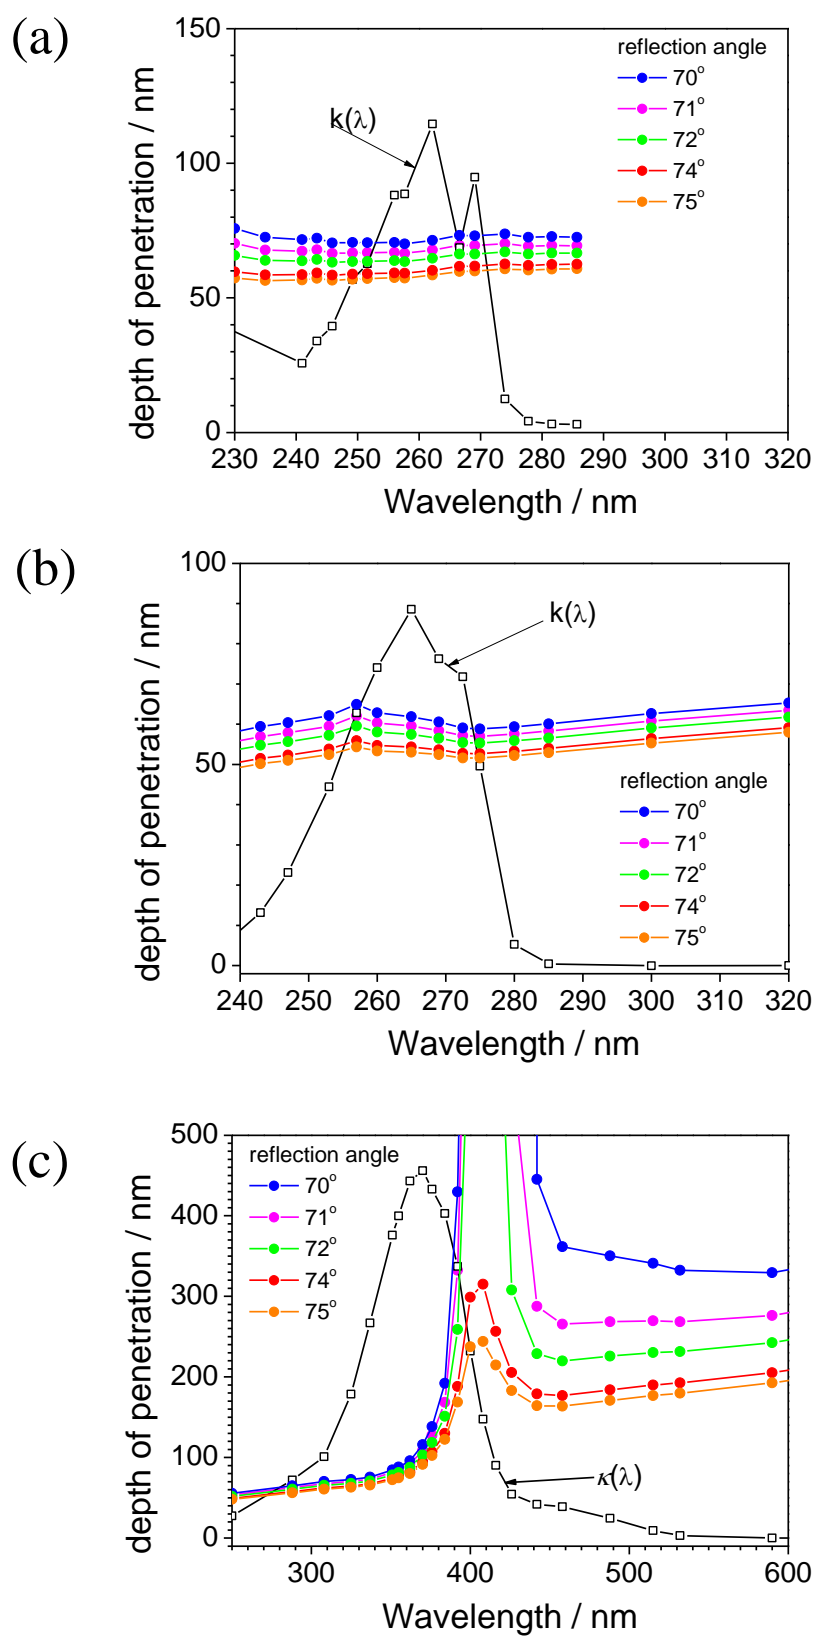 (a)
150
100
50
0
depth of penetration / nm
k(λ)
reflection angle
70°
71°
72°
74°
75°
230 240 250 260 270 280 290 300 310 320
Wavelength / nm
(b)
100
50
0
depth of penetration / nm
k(λ)
reflection angle
70°
71°
72°
74°
75°
240 250 260 270 280 290 300 310 320
Wavelength / nm
(c)
500
400
300
200
100
0
depth of penetration / nm
reflection angle
70°
71°
72°
74°
75°
κ(λ)
300 400 500 600
Wavelength / nm